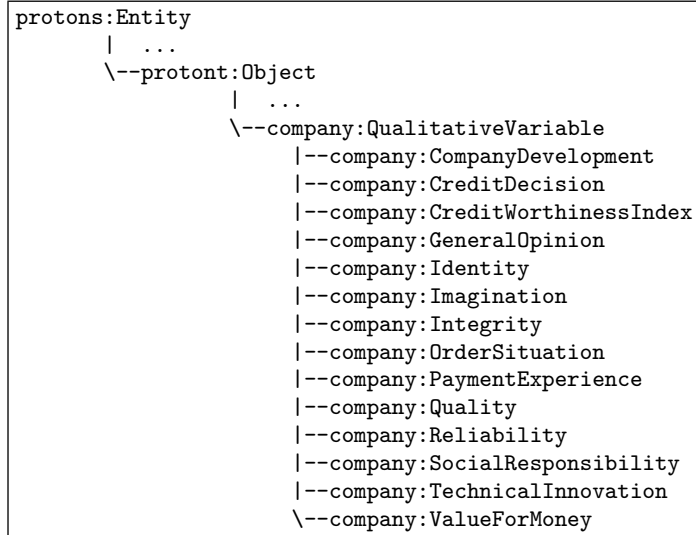 protons:Entity
| ...
\--protont:Object
| ...
\--company:QualitativeVariable
|--company:CompanyDevelopment
|--company:CreditDecision
|--company:CreditWorthinessIndex
|--company:GeneralOpinion
|--company:Identity
|--company:Imagination
|--company:Integrity
|--company:OrderSituation
|--company:PaymentExperience
|--company:Quality
|--company:Reliability
|--company:SocialResponsibility
|--company:TechnicalInnovation
\--company:ValueForMoney